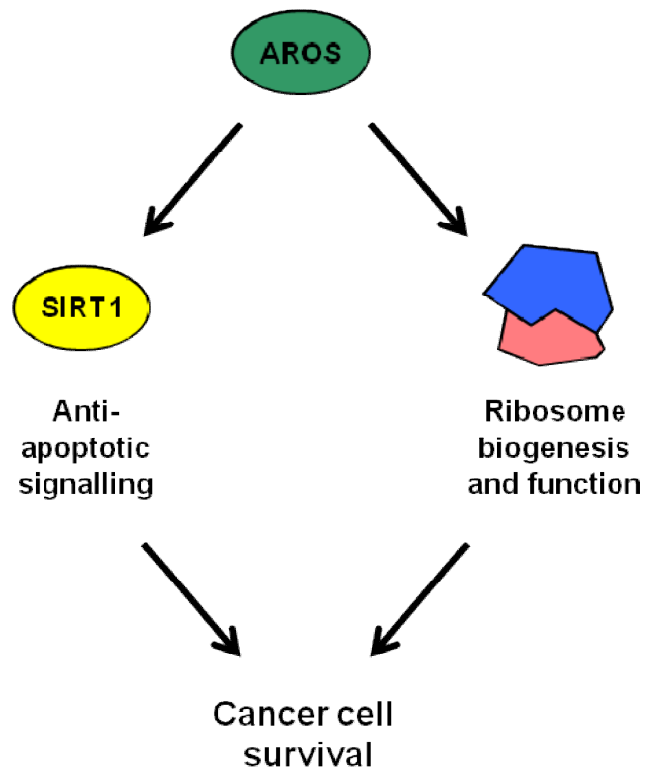 AROS
SIRT1
Anti-
apoptotic
signalling
Ribosome
biogenesis
and function
Cancer cell
survival